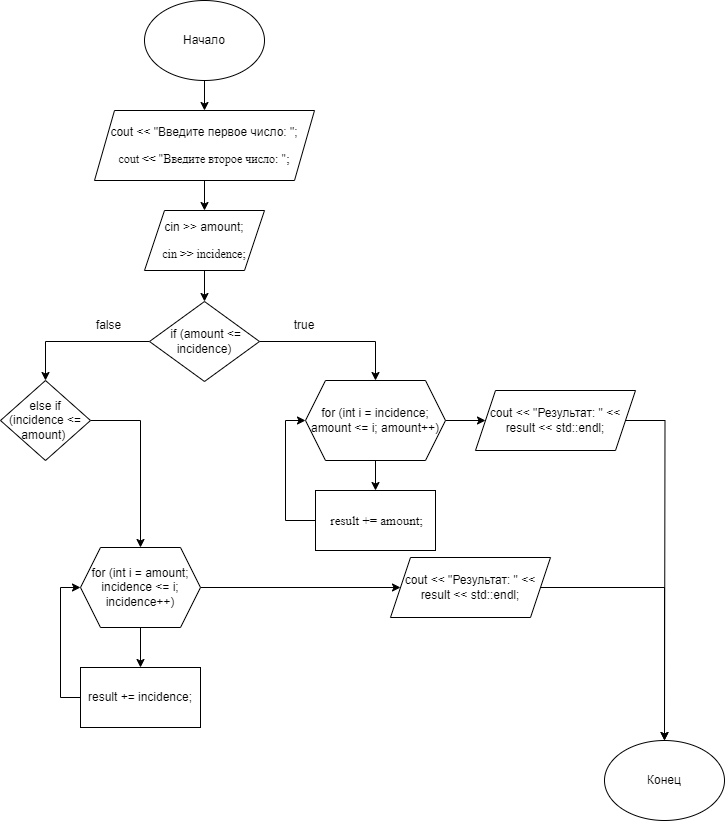 Начало
cout << "Введите первое число: ";
cout << "Введите второе число: ";
cin >> amount;
cin >> incidence;
if (amount <=
incidence)
false
true
else if
(incidence <=
amount)
for (int i = incidence;
amount <= i; amount++)
cout << "Результат: " <<
result << std::endl;
result += amount;
for (int i = amount;
incidence <= i;
incidence++)
cout << "Результат: " <<
result << std::endl;
result += incidence;
Конец